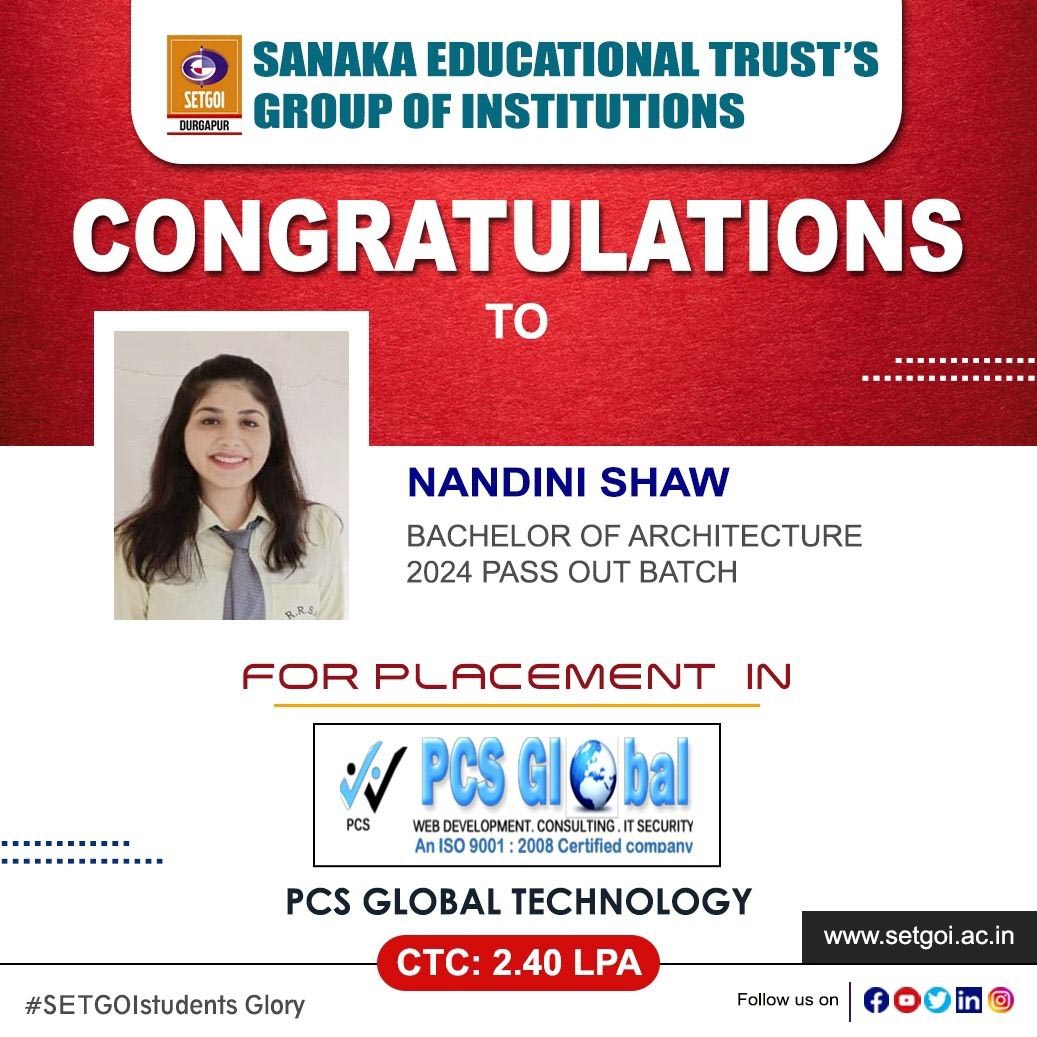 SETGOI
DURGAPUR
SANAKA EDUCATIONAL TRUST'S
GROUP OF INSTITUTIONS
CONGRATULATIONS
TO
R.R.S.
NANDINI SHAW
BACHELOR OF ARCHITECTURE
2024 PASS OUT BATCH
FOR PLACEMENT IN
PCS
PCS Global
WEB DEVELOPMENT. CONSULTING . IT SECURITY
An ISO 9001 : 2008 Certified company
PCS GLOBAL TECHNOLOGY
www.setgoi.ac.in
CTC: 2.40 LPA
#SETGOIstudents Glory
Follow us on